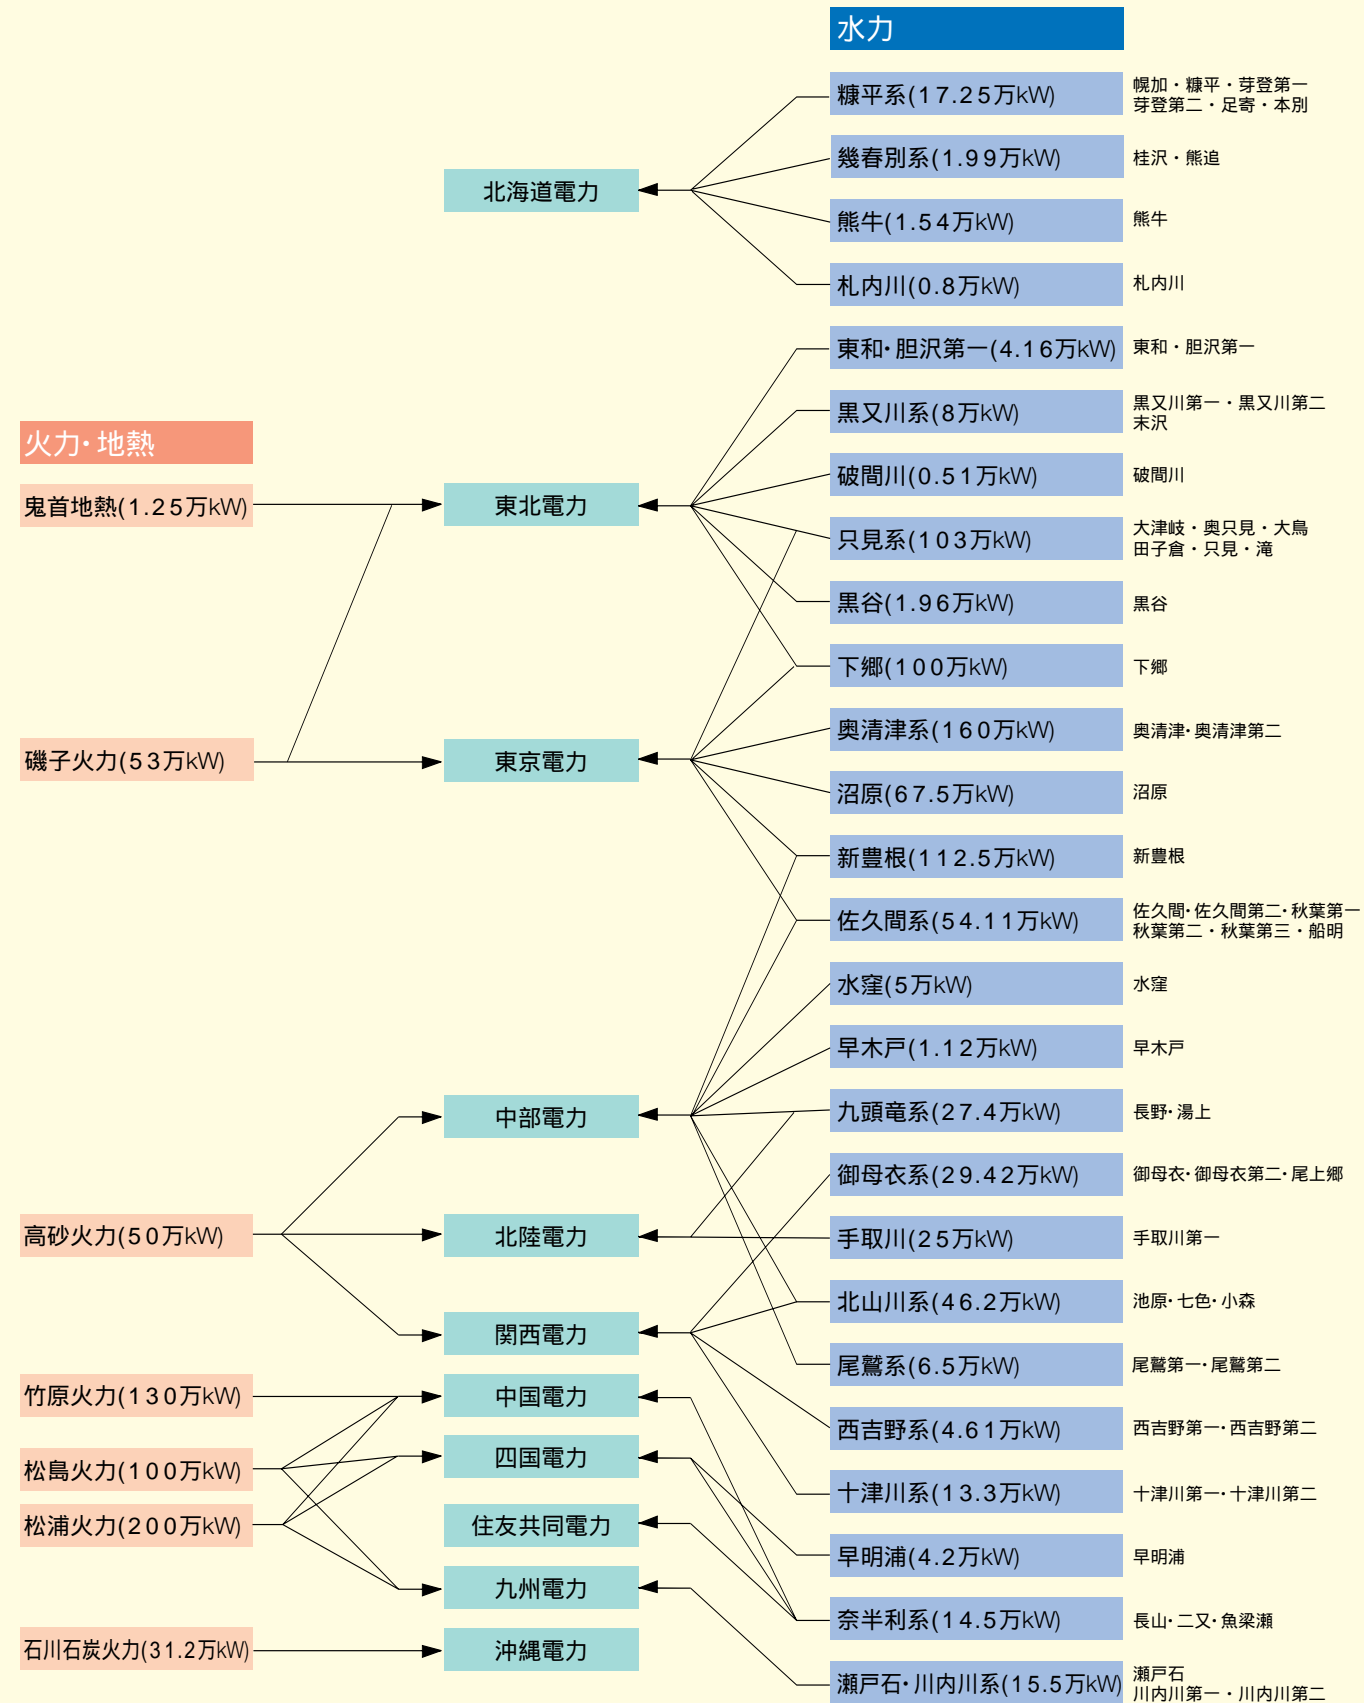 水力
糠平系(17.25万kW)
幌加・糠平・芽登第一
芽登第二・足寄・本別
幾春別系(1.99万kW)
桂沢・熊追
北海道電力
熊牛(1.54万kW)
熊牛
札内川(0.8万kW)
札内川
東和・胆沢第一(4.16万kW)
東和・胆沢第一
黒又川系(8万kW)
黒又川第一・黒又川第二
末沢
火力・地熱
破間川(0.51万kW)
破間川
鬼首地熱(1.25万kW)
東北電力
只見系(103万kW)
大津岐・奥只見・大鳥
田子倉・只見・滝
黒谷(1.96万kW)
黒谷
下郷(100万kW)
下郷
奥清津系(160万kW)
奥清津・奥清津第二
磯子火力(53万kW)
東京電力
沼原(67.5万kW)
沼原
新豊根(112.5万kW)
新豊根
佐久間系(54.11万kW)
佐久間・佐久間第二・秋葉第一
秋葉第二・秋葉第三・船明
水窪(5万kW)
水窪
早木戸(1.12万kW)
早木戸
中部電力
九頭竜系(27.4万kW)
長野・湯上
御母衣系(29.42万kW)
御母衣・御母衣第二・尾上郷
高砂火力(50万kW)
北陸電力
手取川(25万kW)
手取川第一
北山川系(46.2万kW)
池原・七色・小森
関西電力
尾鷲系(6.5万kW)
尾鷲第一・尾鷲第二
竹原火力(130万kW)
中国電力
西吉野系(4.61万kW)
西吉野第一・西吉野第二
松島火力(100万kW)
四国電力
十津川系(13.3万kW)
十津川第一・十津川第二
松浦火力(200万kW)
住友共同電力
早明浦(4.2万kW)
早明浦
九州電力
奈半利系(14.5万kW)
長山・二又・魚梁瀬
石川石炭火力(31.2万kW)
沖縄電力
瀬戸石・川内川系(15.5万kW)
瀬戸石
川内川第一・川内川第二